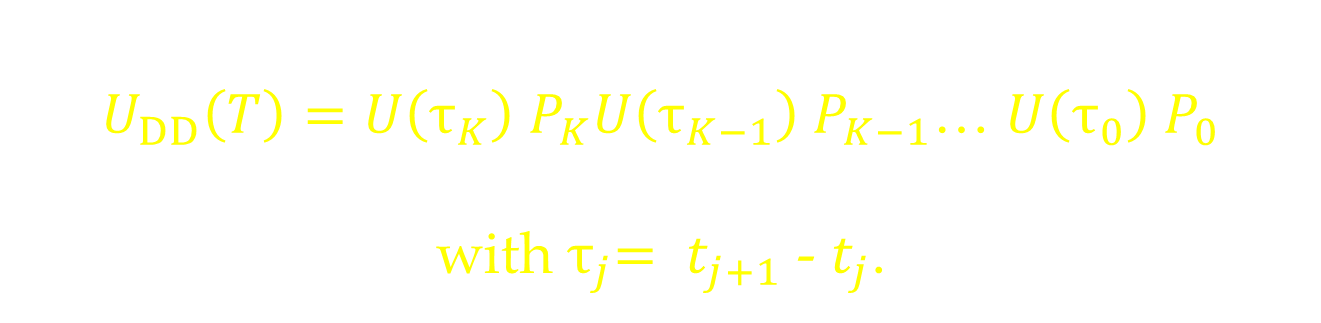 U_DD(T) = U(τ_K) P_K U(τ_{K−1}) P_{K−1}… U(τ_0) P_0
with τ_j= t_{j+1} - t_j.